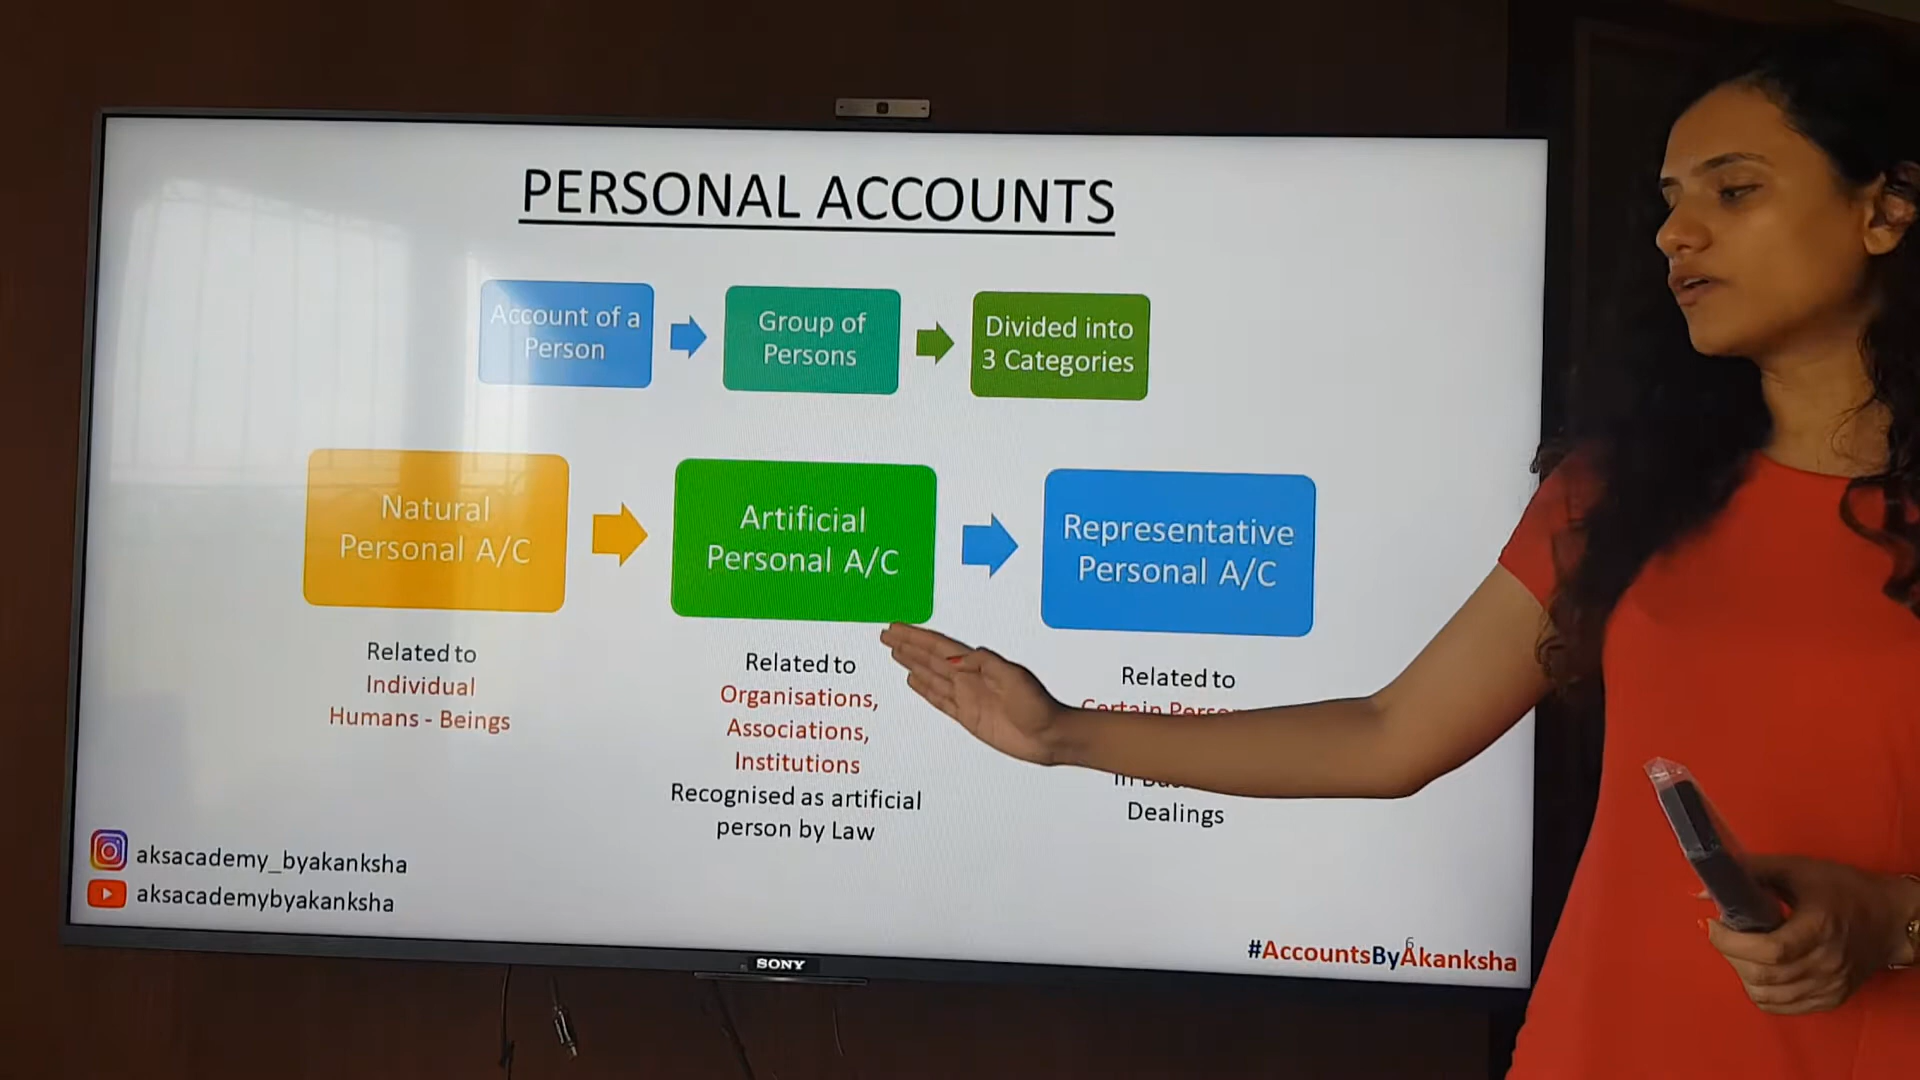 PERSONAL ACCOUNTS
Account of a
Person
Group of
Persons
Divided into
3 Categories
Natural
Personal A/C
Artificial
Personal A/C
Representative
Personal A/C
Related to
Individual
Humans - Beings
Related to
Organisations,
Associations,
Institutions
Recognised as artificial
person by Law
Related to
Certain
Dealings
aksacademy_byakanksha
aksacademybyakanksha
6
#AccountsByAkanksha
SONY